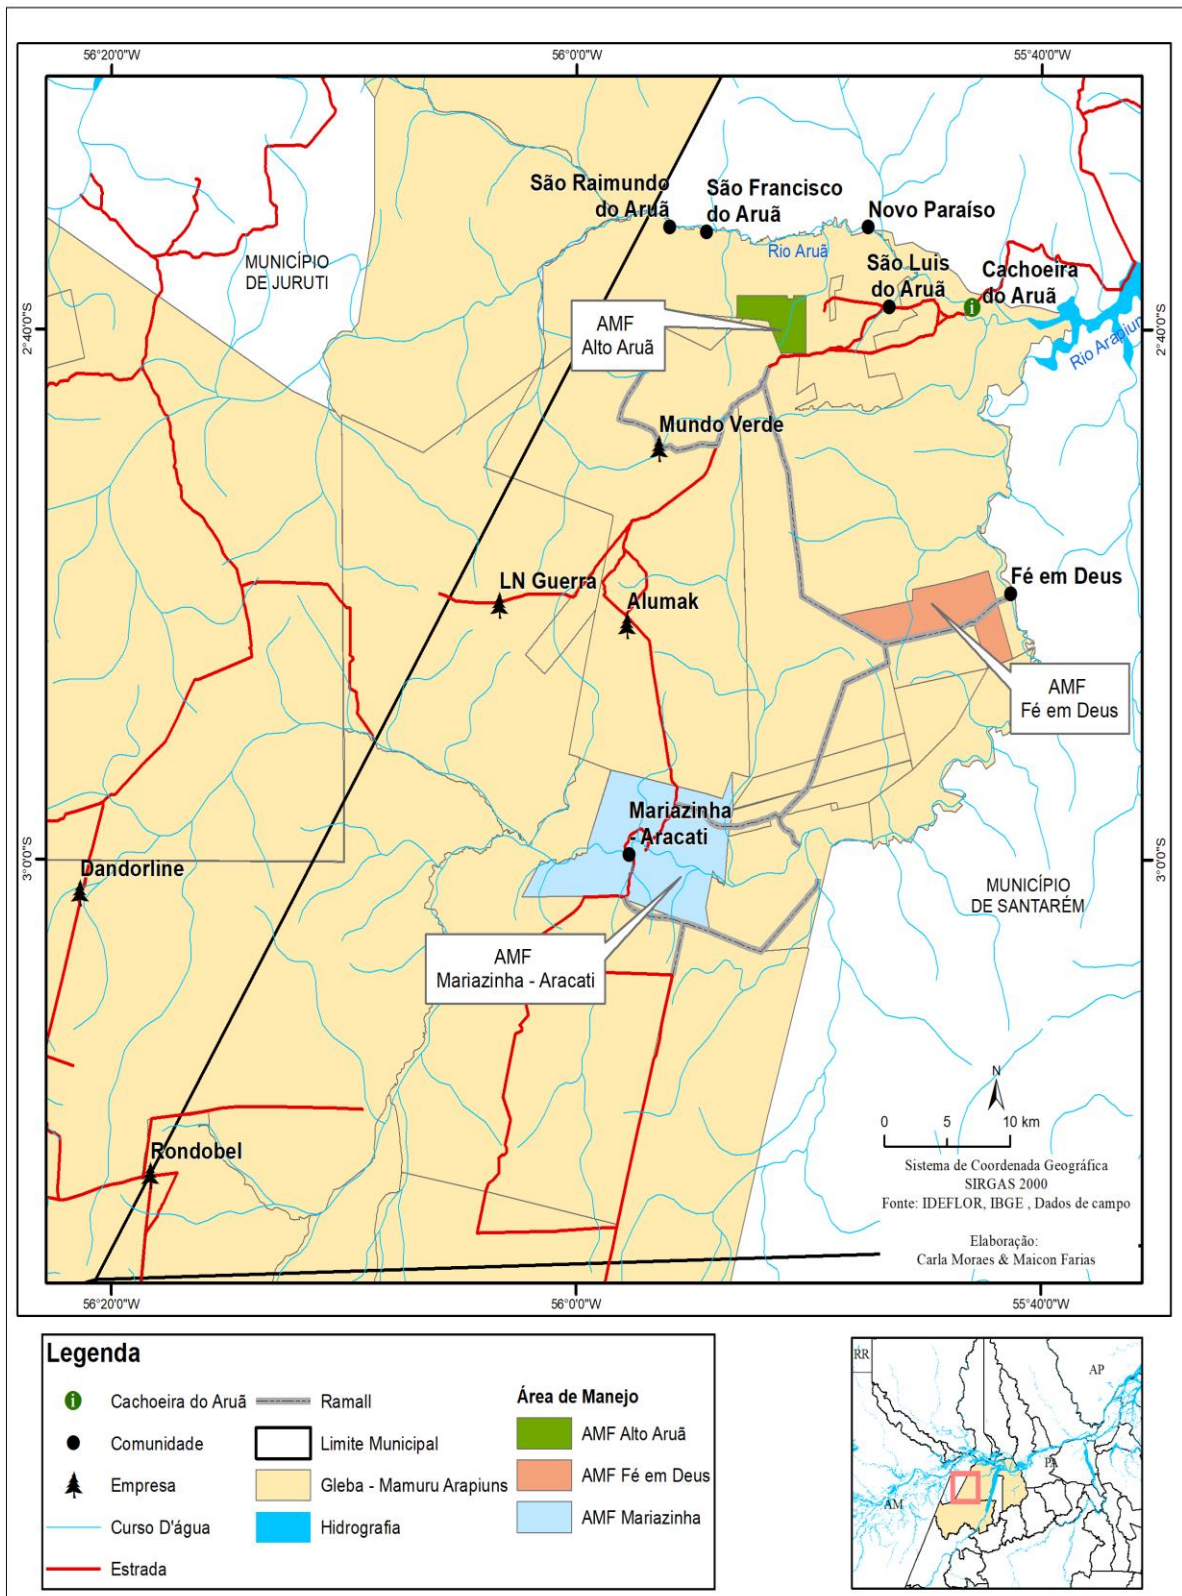 56°20'0"W
56°0'0"W
55°40'0"W
São Raimundo
do Aruã
São Francisco
do Aruã
Novo Paraíso
Rio Aruã
MUNICÍPIO
DE JURUTI
São Luis
do Aruã
Cachoeira
do Aruã
2°40'0"S
2°40'0"S
AMF
Alto Aruã
Rio Arapiun
Mundo Verde
LN Guerra
Alumak
Fé em Deus
AMF
Fé em Deus
Mariazinha
- Aracati
3°0'0"S
3°0'0"S
Dandorline
MUNICÍPIO
DE SANTARÉM
AMF
Mariazinha - Aracati
N
0 5 10 km
Rondobel
Sistema de Coordenada Geográfica
SIRGAS 2000
Fonte: IDEFLOR, IBGE , Dados de campo
Elaboração:
Carla Moraes & Maicon Farias
56°20'0"W
56°0'0"W
55°40'0"W
Legenda
Cachoeira do Aruã
Comunidade
Empresa
Curso D'água
Estrada
Ramall
Limite Municipal
Gleba - Mamuru Arapiuns
Hidrografia
Área de Manejo
AMF Alto Aruã
AMF Fé em Deus
AMF Mariazinha
RR
AP
PA
AM